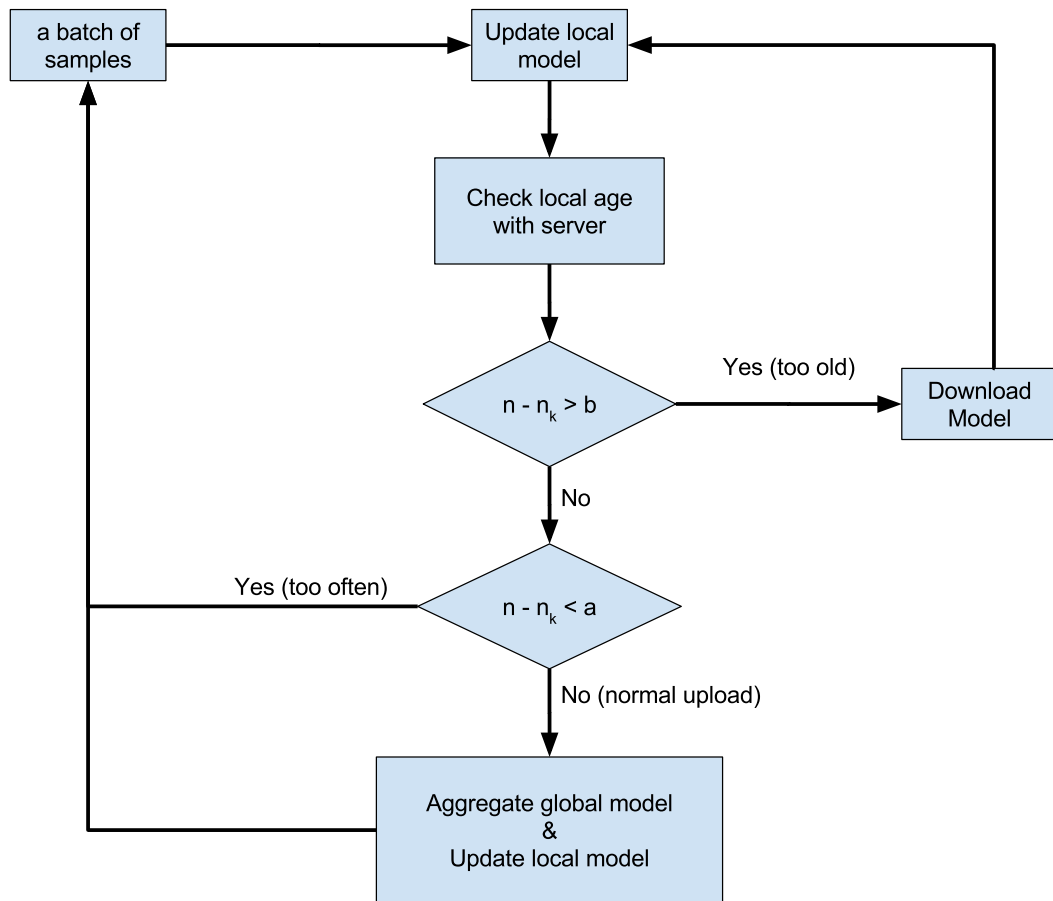 a batch of
samples
Update local
model
Check local age
with server
n - nk > b
Yes (too old)
Download
Model
No
n - nk < a
Yes (too often)
No (normal upload)
Aggregate global model
&
Update local model